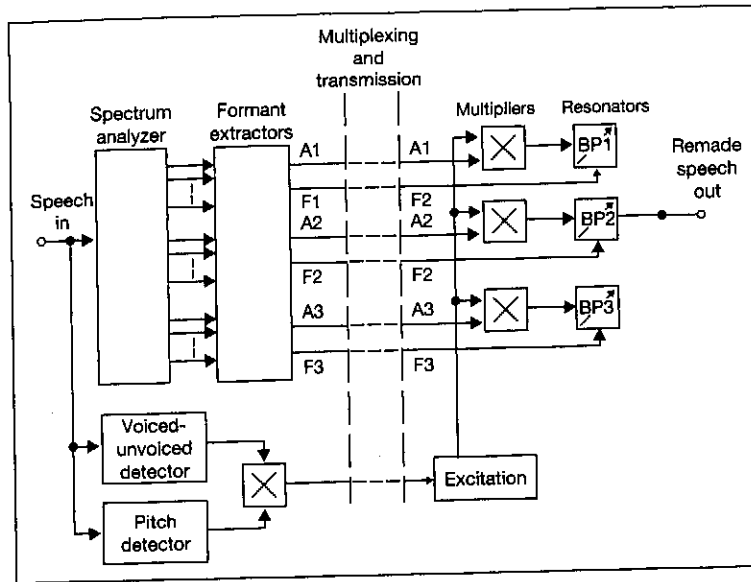 Multiplexing
and
transmission
Spectrum
analyzer
Formant
extractors
Multipliers
Resonators
Speech
in
A1
A1
BP1
Remade
speech
out
F1
F2
A2
A2
BP2
F2
F2
A3
A3
BP3
F3
F3
Voiced-
unvoiced
detector
Excitation
Pitch
detector